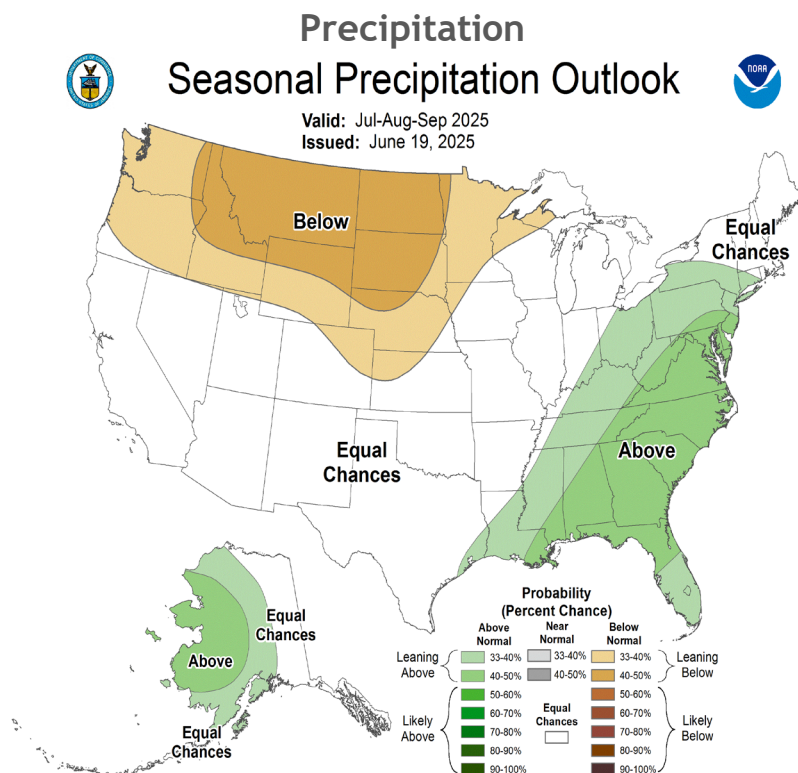 Precipitation
Seasonal Precipitation Outlook
NOAA
Valid: Jul-Aug-Sep 2025
Issued: June 19, 2025
Below
Equal
Chances
Equal
Chances
Above
Equal
Chances
Above
Equal
Chances
Probability
(Percent Chance)
Above
Normal
Near
Normal
Below
Normal
Leaning
Above
33-40%
40-50%
33-40%
40-50%
33-40%
40-50%
Leaning
Below
Likely
Above
50-60%
60-70%
70-80%
80-90%
90-100%
Equal
Chances
50-60%
60-70%
70-80%
80-90%
90-100%
Likely
Below